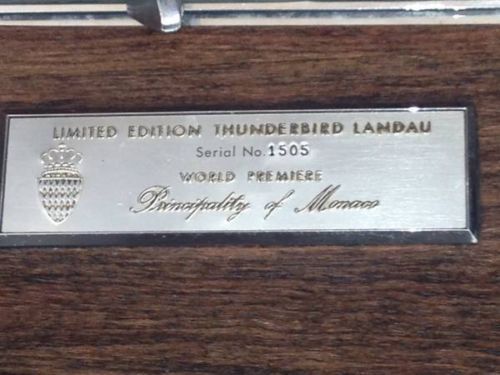 LIMITED EDITION THUNDERBIRD LANDAU
Serial No. 1505
WORLD PREMIERE
Principality of Monaco